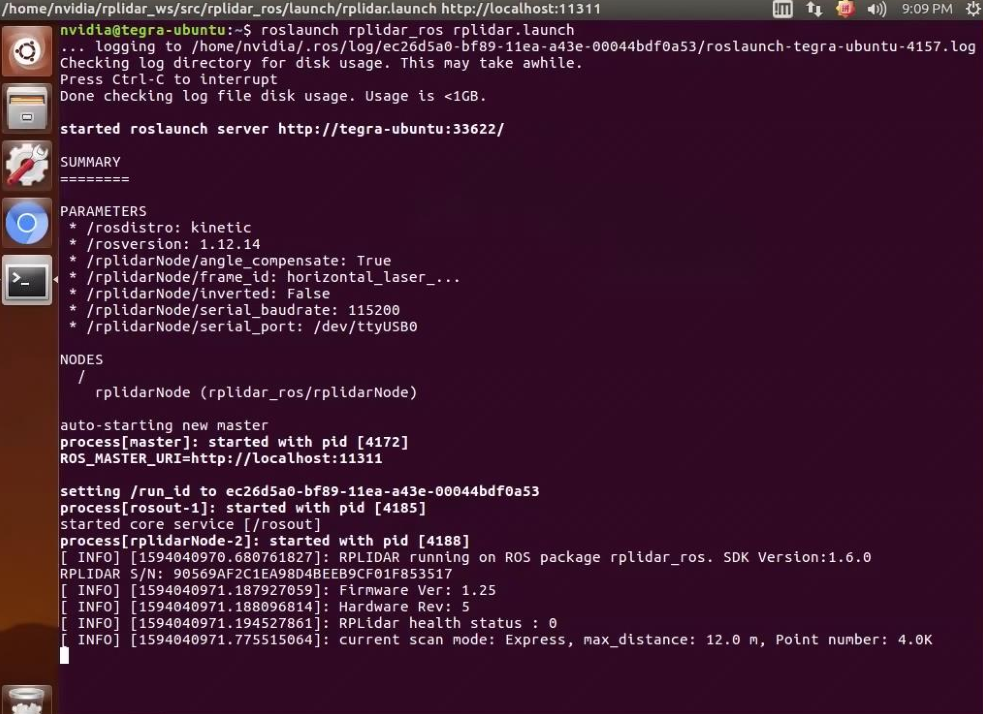 /home/nvidia/rplidar_ws/src/rplidar_ros/launch/rplidar.launch http://localhost:11311
9:09 PM
nvidia@tegra-ubuntu:~$ roslaunch rplidar_ros rplidar.launch
... logging to /home/nvidia/.ros/log/ec26d5a0-bf89-11ea-a43e-00044bdf0a53/roslaunch-tegra-ubuntu-4157.log
Checking log directory for disk usage. This may take awhile.
Press Ctrl-C to interrupt
Done checking log file disk usage. Usage is <1GB.
started roslaunch server http://tegra-ubuntu:33622/
SUMMARY
========
PARAMETERS
* /rosdistro: kinetic
* /rosversion: 1.12.14
* /rplidarNode/angle_compensate: True
* /rplidarNode/frame_id: horizontal_laser_...
* /rplidarNode/inverted: False
* /rplidarNode/serial_baudrate: 115200
* /rplidarNode/serial_port: /dev/ttyUSB0
NODES
/
rplidarNode (rplidar_ros/rplidarNode)
auto-starting new master
process[master]: started with pid [4172]
ROS_MASTER_URI=http://localhost:11311
setting /run_id to ec26d5a0-bf89-11ea-a43e-00044bdf0a53
process[rosout-1]: started with pid [4185]
started core service [/rosout]
process[rplidarNode-2]: started with pid [4188]
[ INFO] [1594040970.680761827]: RPLIDAR running on ROS package rplidar_ros. SDK Version:1.6.0
RPLIDAR S/N: 90569AF2C1EA98D4BEEB9CF01F853517
[ INFO] [1594040971.187927059]: Firmware Ver: 1.25
[ INFO] [1594040971.188096814]: Hardware Rev: 5
[ INFO] [1594040971.194527861]: RPLidar health status : 0
[ INFO] [1594040971.775515064]: current scan mode: Express, max_distance: 12.0 m, Point number: 4.0K